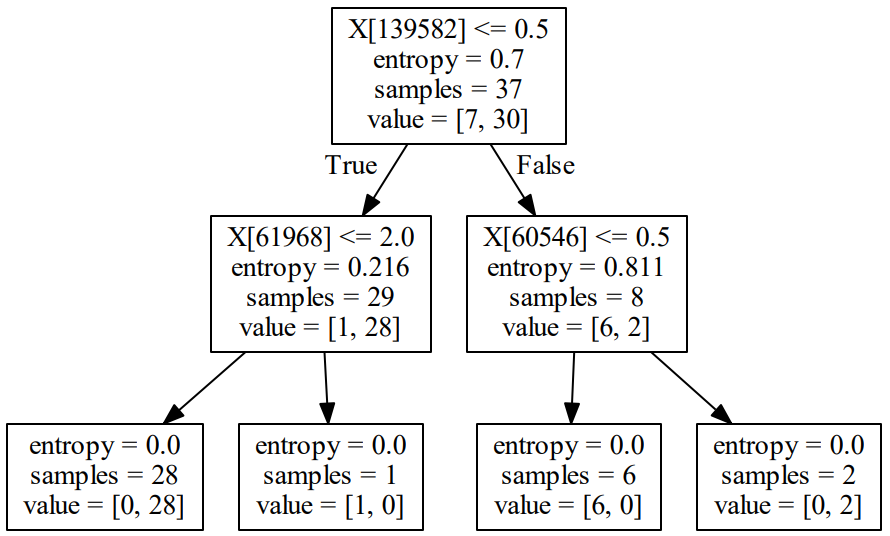 X[139582] <= 0.5
entropy = 0.7
samples = 37
value = [7, 30]
True
False
X[61968] <= 2.0
entropy = 0.216
samples = 29
value = [1, 28]
X[60546] <= 0.5
entropy = 0.811
samples = 8
value = [6, 2]
entropy = 0.0
samples = 28
value = [0, 28]
entropy = 0.0
samples = 1
value = [1, 0]
entropy = 0.0
samples = 6
value = [6, 0]
entropy = 0.0
samples = 2
value = [0, 2]